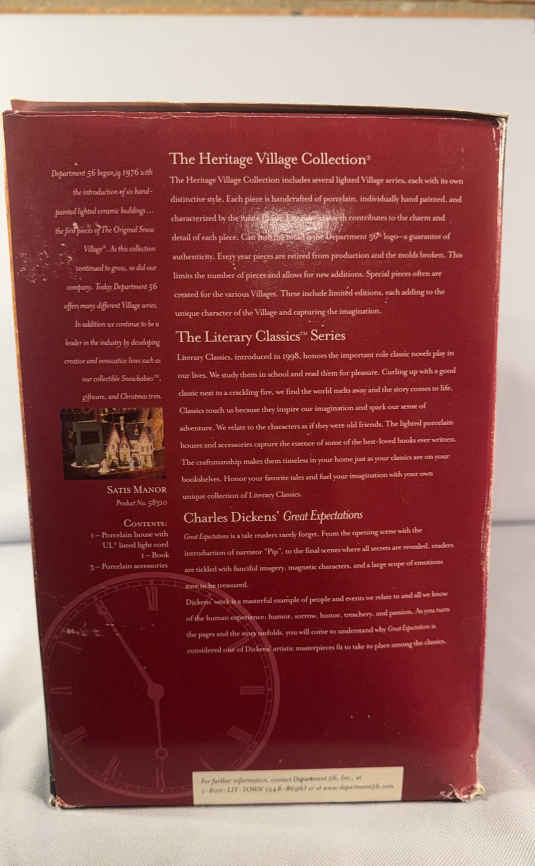 Department 56 began in 1976 with
the introduction of six hand-
painted lighted ceramic buildings…
the first pieces of The Original Snow
Village®. As this collection
continued to grow, so did our
company. Today Department 56
offers many different Village series.
In addition we continue to be a
leader in the industry by developing
creative and innovative lines such as
our collectible Snowbabies™,
giftware, and Christmas trim.
Satis Manor
Product No. 58310
Contents:
1 – Porcelain house with
UL® listed light cord
1 – Book
3 – Porcelain accessories
The Heritage Village Collection®
The Heritage Village Collection includes several lighted Village series, each with its own
distinctive style. Each piece is handcrafted of porcelain, individually hand painted, and
characterized by the contributes to the charm and
detail of each piece. Department 56® logo–a guarantee of
authenticity. Every year pieces are retired from production and the molds broken. This
limits the number of pieces and allows for new additions. Special pieces often are
created for the various Villages. These include limited editions, each adding to the
unique character of the Village and capturing the imagination.
The Literary Classics™ Series
Literary Classics, introduced in 1998, honors the important role classic novels play in
our lives. We study them in school and read them for pleasure. Curling up with a good
classic next to a crackling fire, we find the world melts away and the story comes to life.
Classics touch us because they inspire our imagination and spark our sense of
adventure. We relate to the characters as if they were old friends. The lighted porcelain
houses and accessories capture the essence of some of the best-loved books ever written.
The craftsmanship makes them timeless in your home just as your classics are on your
bookshelves. Honor your favorite tales and fuel your imagination with your own
unique collection of Literary Classics.
Charles Dickens' Great Expectations
Great Expectations is a tale readers rarely forget. From the opening scene with the
introduction of narrator "Pip", to the final scenes where all secrets are revealed, readers
are tickled with fanciful imagery, magnetic characters, and a large scope of emotions
to be treasured.
Dickens' work is a masterful example of people and events we relate to and all we know
of the human experience: humor, sorrow, honor, treachery, and passion. As you turn
the pages and the story unfolds, you will come to understand why Great Expectations is
considered one of Dickens' artistic masterpieces fit to take its place among the classics.
For further information, contact Department 56, Inc., at
1-800-LIT-TOWN (548-8696) or at www.department56.com